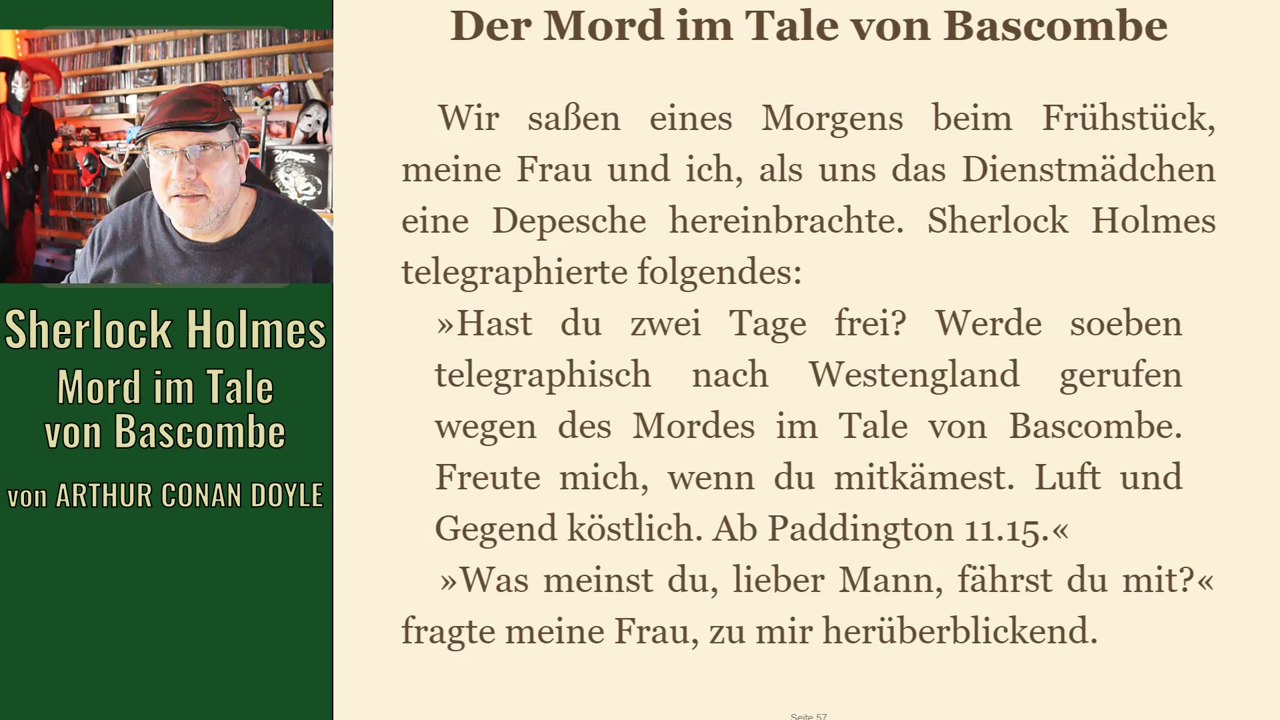 Sherlock Holmes
Mord im Tale
von Bascombe
von ARTHUR CONAN DOYLE
Der Mord im Tale von Bascombe
Wir saßen eines Morgens beim Frühstück,
meine Frau und ich, als uns das Dienstmädchen
eine Depesche hereinbrachte. Sherlock Holmes
telegraphierte folgendes:
»Hast du zwei Tage frei? Werde soeben
telegraphisch nach Westengland gerufen
wegen des Mordes im Tale von Bascombe.
Freute mich, wenn du mitkämest. Luft und
Gegend köstlich. Ab Paddington 11.15.«
»Was meinst du, lieber Mann, fährst du mit?«
fragte meine Frau, zu mir herüberblickend.
Seite 57